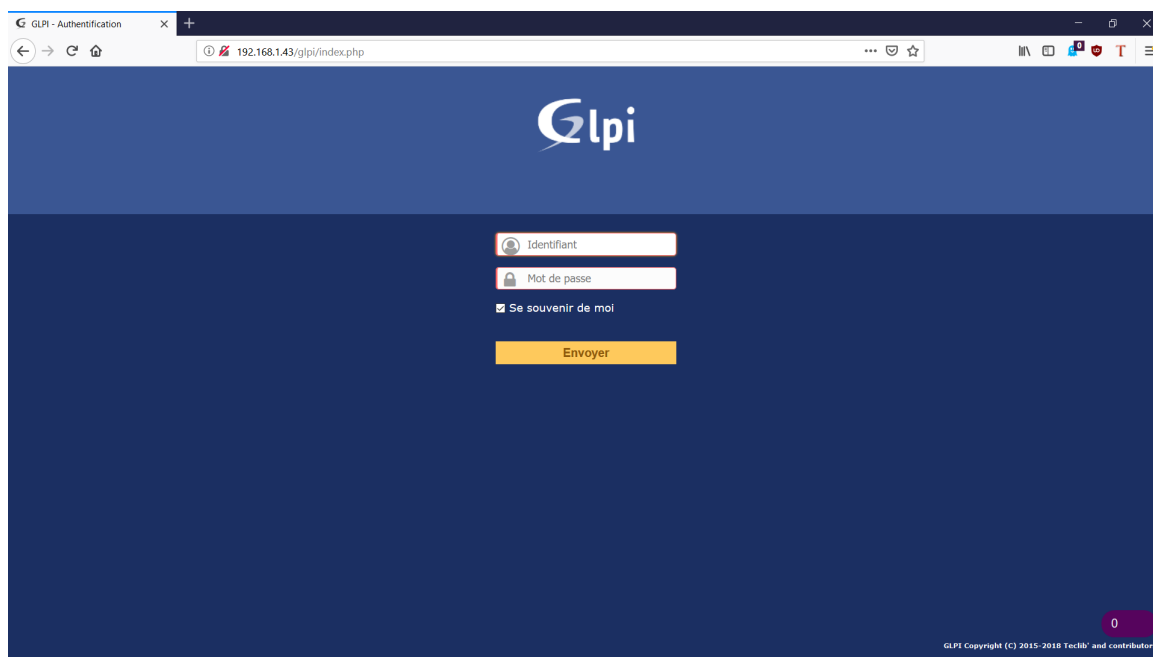 GLPI - Authentification
192.168.1.43/glpi/index.php
0
T
Glpi
Identifiant
Mot de passe
Se souvenir de moi
Envoyer
0
GLPI Copyright (C) 2015-2018 Teclib' and contributor